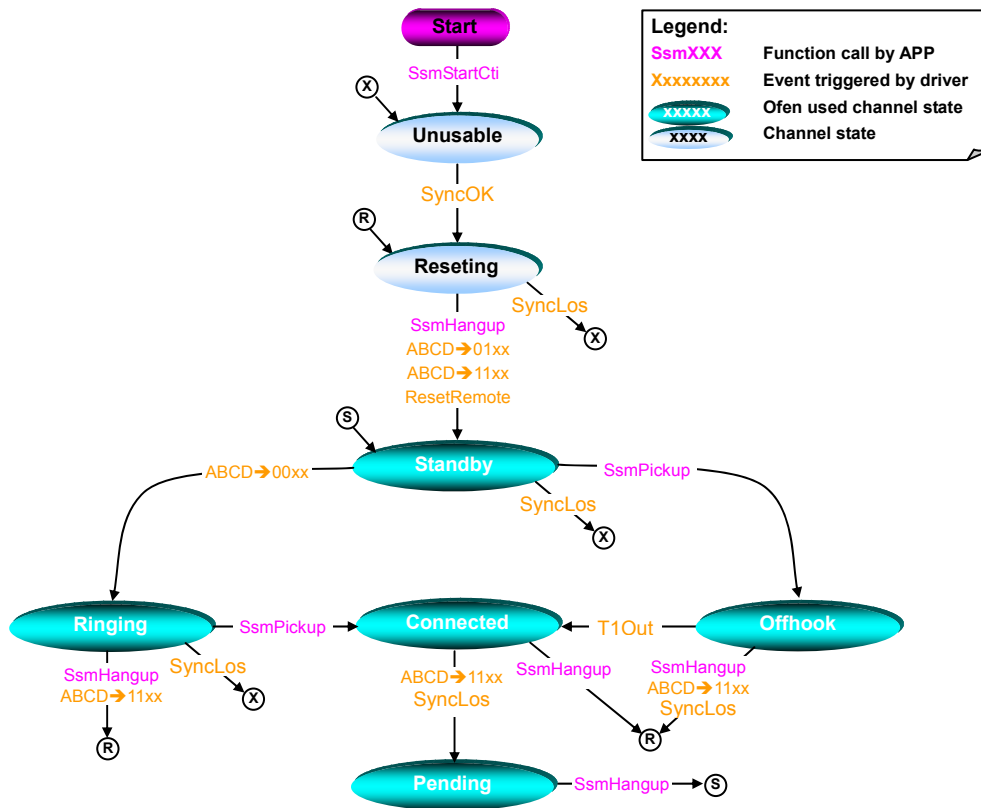 Start
Legend:
SsmXXX Function call by APP
Xxxxxxxx Event triggered by driver
xxxxx Ofen used channel state
xxxx Channel state
SsmStartCti
X
Unusable
SyncOK
R
Reseting
SyncLos
X
SsmHangup
ABCD➔01xx
ABCD➔11xx
ResetRemote
S
Standby
ABCD➔00xx
SsmPickup
SyncLos
X
Ringing
SsmPickup
Connected
T1Out
Offhook
SsmHangup
ABCD➔11xx
SyncLos
X
R
ABCD➔11xx
SyncLos
SsmHangup
SsmHangup
ABCD➔11xx
SyncLos
R
Pending
SsmHangup
S